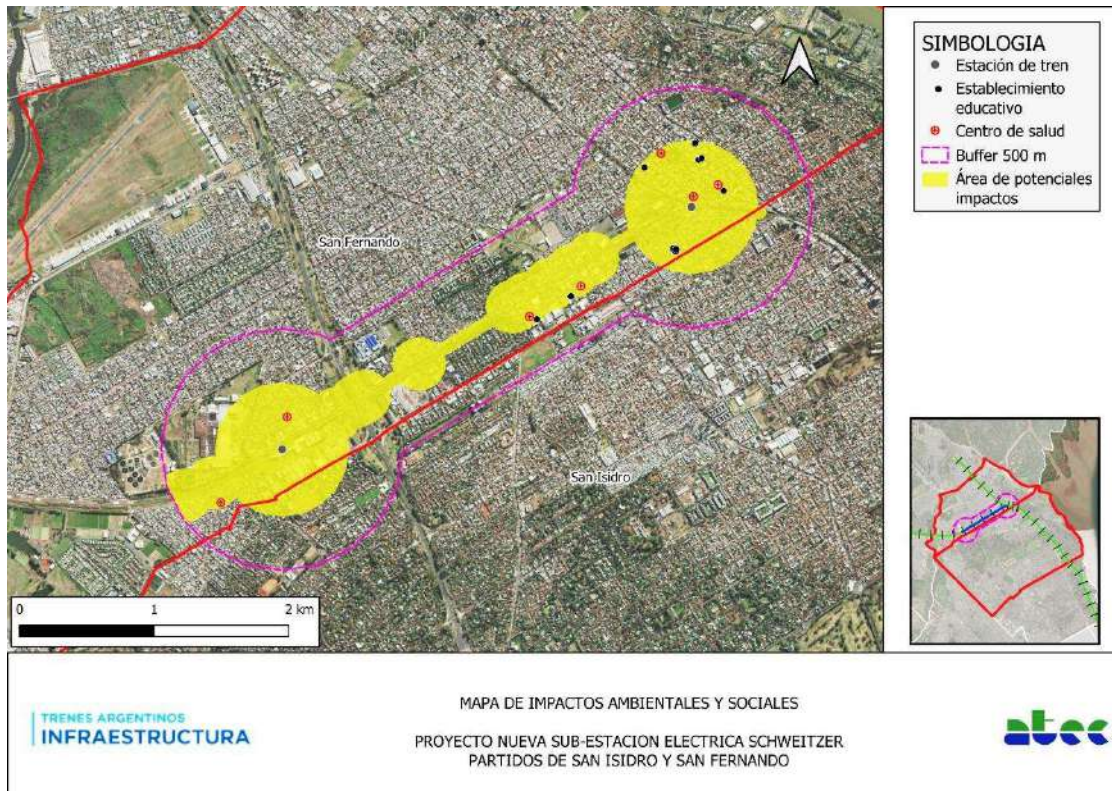 San Fernando
San Isidro
0 1 2 km
SIMBOLOGIA
Estación de tren
Establecimiento
educativo
Centro de salud
Buffer 500 m
Área de potenciales
impactos
TRENES ARGENTINOS
INFRAESTRUCTURA
MAPA DE IMPACTOS AMBIENTALES Y SOCIALES
PROYECTO NUEVA SUB-ESTACION ELECTRICA SCHWEITZER
PARTIDOS DE SAN ISIDRO Y SAN FERNANDO
atec